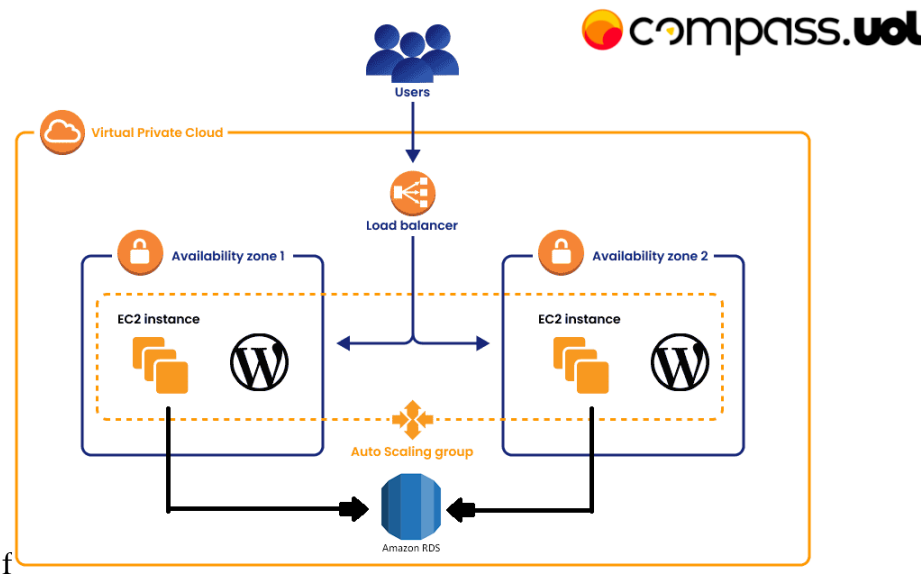 compass.uol
Users
Virtual Private Cloud
Load balancer
Availability zone 1
Availability zone 2
EC2 instance
EC2 instance
W
W
Auto Scaling group
Amazon RDS
f